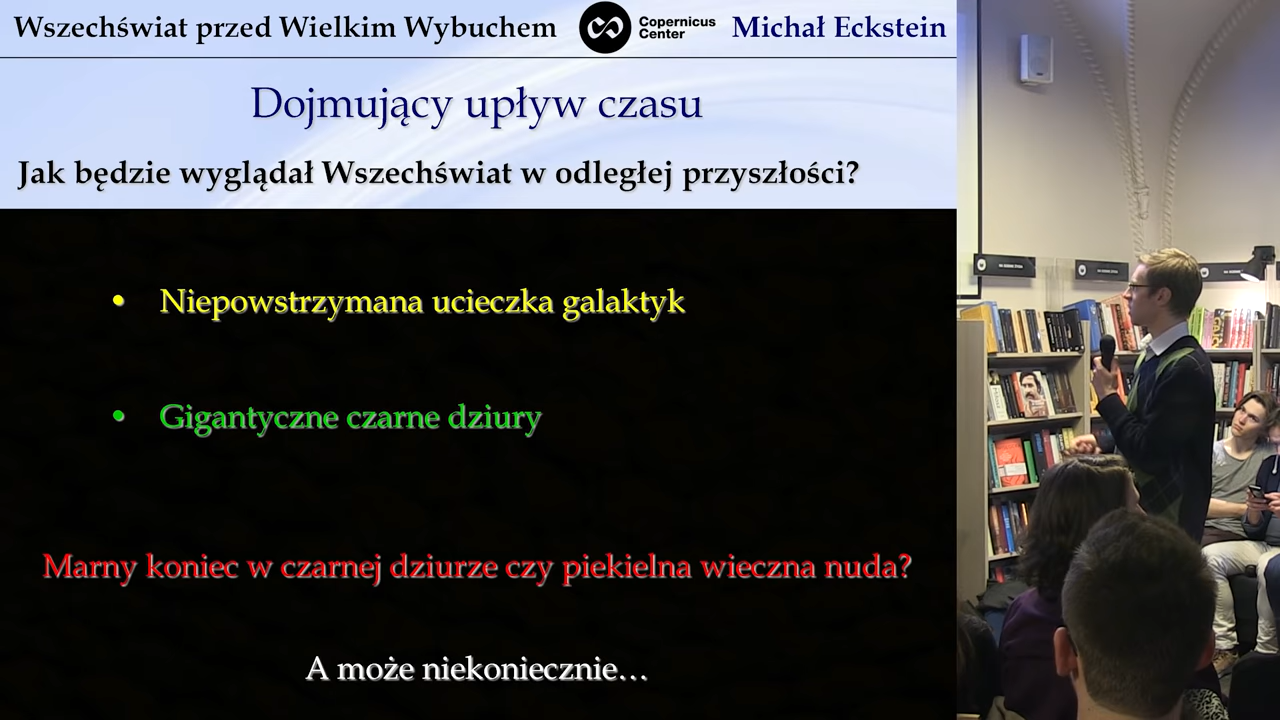 Wszechświat przed Wielkim Wybuchem
Copernicus
Center
Michał Eckstein
Dojmujący upływ czasu
Jak będzie wyglądał Wszechświat w odległej przyszłości?
• Niepowstrzymana ucieczka galaktyk
• Gigantyczne czarne dziury
Marny koniec w czarnej dziurze czy piekielna wieczna nuda?
A może niekoniecznie…